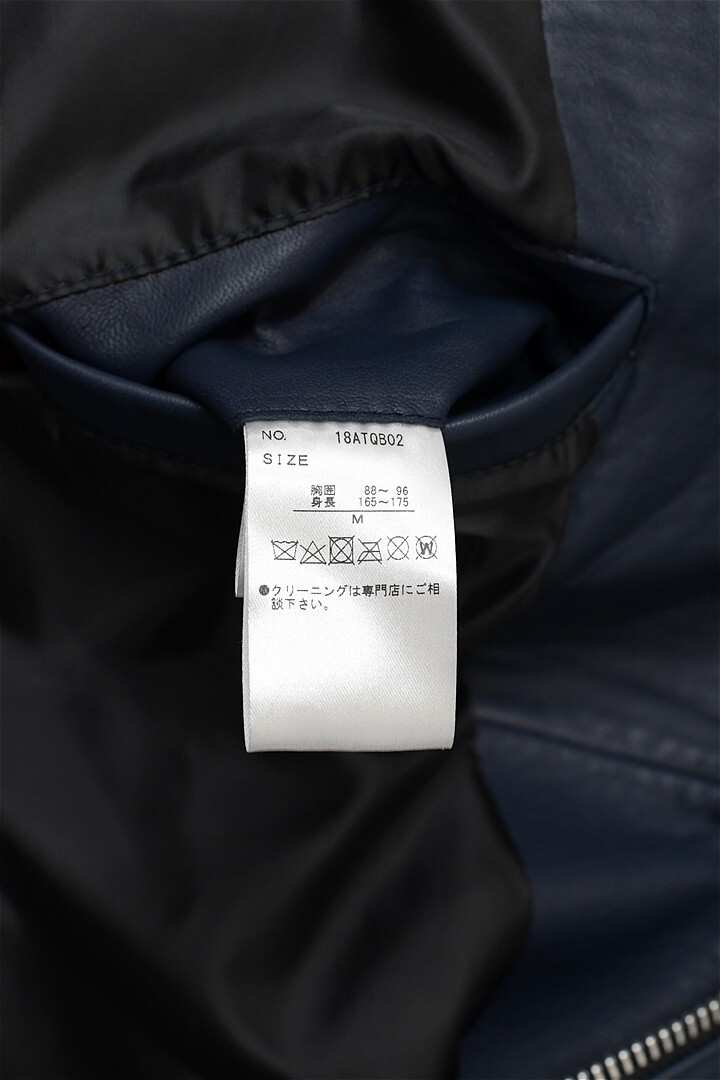 NO. 18ATQB02
SIZE
胸囲 88～ 96
身長 165～175
M
W
●クリーニングは専門店にご相
談下さい。